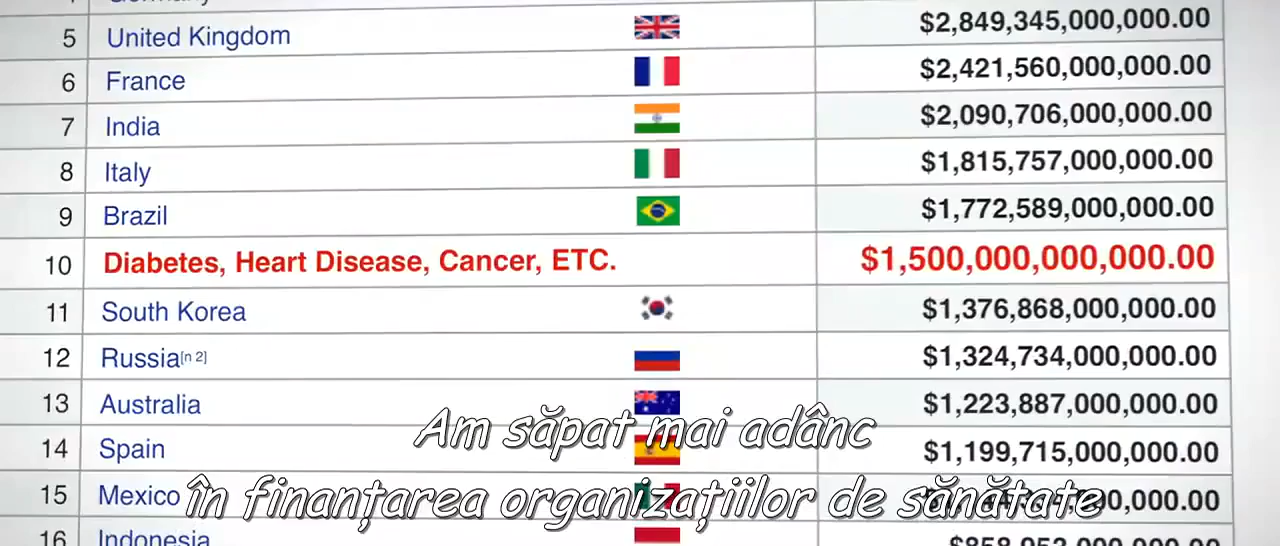 5 United Kingdom $2,849,345,000,000.00
6 France $2,421,560,000,000.00
7 India $2,090,706,000,000.00
8 Italy $1,815,757,000,000.00
9 Brazil $1,772,589,000,000.00
10 Diabetes, Heart Disease, Cancer, ETC. $1,500,000,000,000.00
11 South Korea $1,376,868,000,000.00
12 Russia[n 2] $1,324,734,000,000.00
13 Australia $1,223,887,000,000.00
14 Spain $1,199,715,000,000.00
15 Mexico
16 Indonesia
Am săpat mai adânc
în finanțarea organizațiilor de sănătate